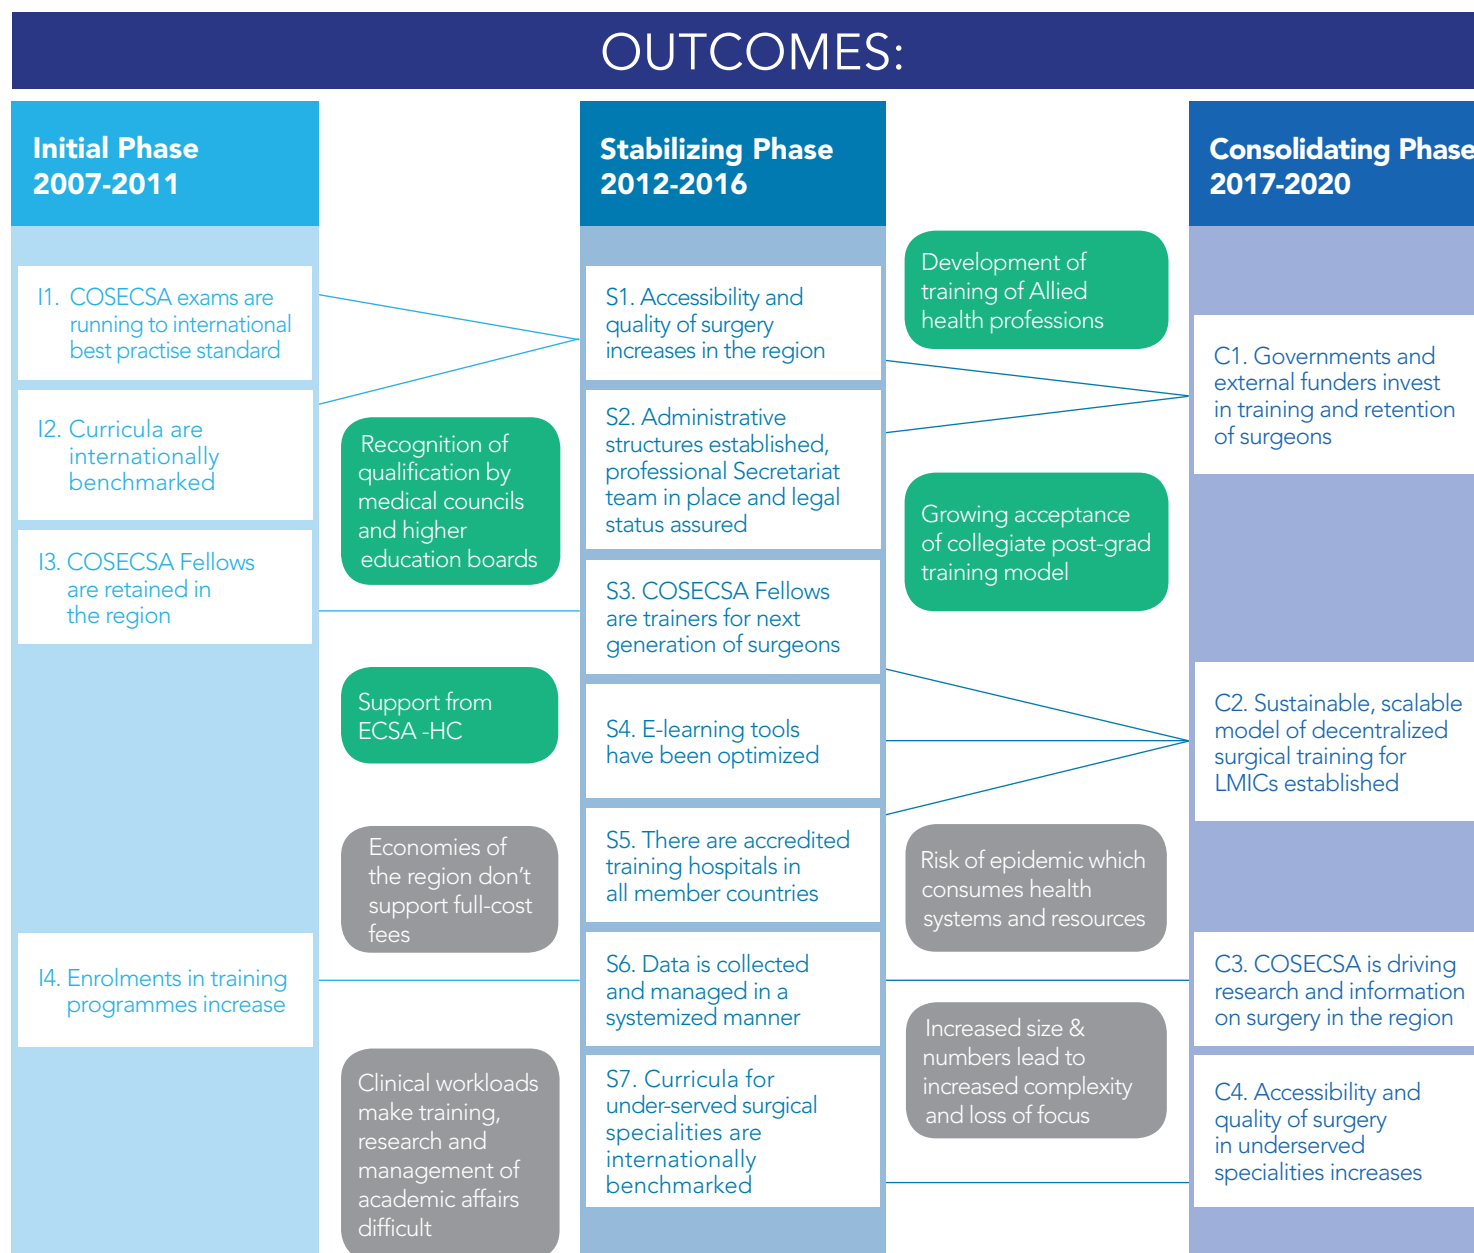 OUTCOMES:
Initial Phase
2007-2011
I1. COSECSA exams are
running to international
best practise standard
I2. Curricula are
internationally
benchmarked
I3. COSECSA Fellows
are retained in
the region
I4. Enrolments in training
programmes increase
Recognition of
qualification by
medical councils
and higher
education boards
Support from
ECSA -HC
Economies of
the region don't
support full-cost
fees
Clinical workloads
make training,
research and
management of
academic affairs
difficult
Stabilizing Phase
2012-2016
S1. Accessibility and
quality of surgery
increases in the region
S2. Administrative
structures established,
professional Secretariat
team in place and legal
status assured
S3. COSECSA Fellows
are trainers for next
generation of surgeons
S4. E-learning tools
have been optimized
S5. There are accredited
training hospitals in
all member countries
S6. Data is collected
and managed in a
systemized manner
S7. Curricula for
under-served surgical
specialities are
internationally
benchmarked
Development of
training of Allied
health professions
Growing acceptance
of collegiate post-grad
training model
Risk of epidemic which
consumes health
systems and resources
Increased size &
numbers lead to
increased complexity
and loss of focus
Consolidating Phase
2017-2020
C1. Governments and
external funders invest
in training and retention
of surgeons
C2. Sustainable, scalable
model of decentralized
surgical training for
LMICs established
C3. COSECSA is driving
research and information
on surgery in the region
C4. Accessibility and
quality of surgery
in underserved
specialities increases